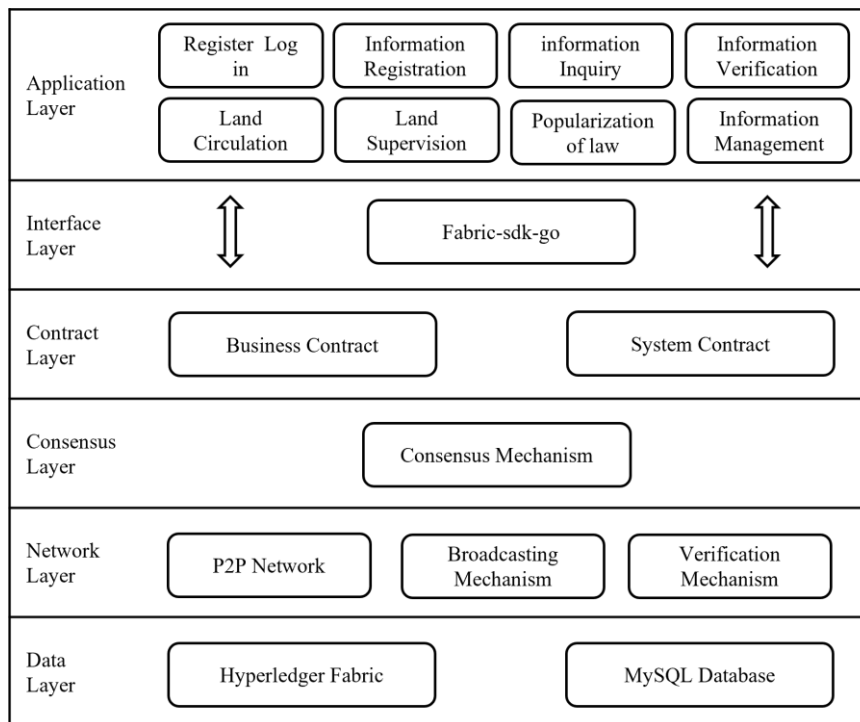 Application
Layer
Register Log
in
Information
Registration
information
Inquiry
Information
Verification
Land
Circulation
Land
Supervision
Popularization
of law
Information
Management
Interface
Layer
Fabric-sdk-go
Contract
Layer
Business Contract
System Contract
Consensus
Layer
Consensus Mechanism
Network
Layer
P2P Network
Broadcasting
Mechanism
Verification
Mechanism
Data
Layer
Hyperledger Fabric
MySQL Database